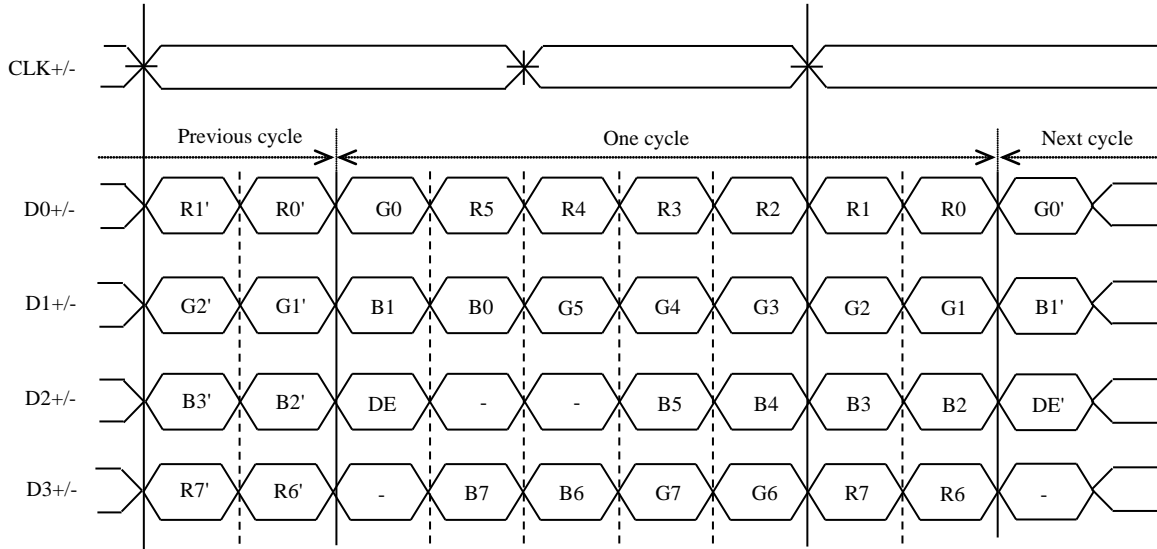 CLK+/-
Previous cycle One cycle Next cycle
D0+/- R1' R0' G0 R5 R4 R3 R2 R1 R0 G0'
D1+/- G2' G1' B1 B0 G5 G4 G3 G2 G1 B1'
D2+/- B3' B2' DE - - B5 B4 B3 B2 DE'
D3+/- R7' R6' - B7 B6 G7 G6 R7 R6 -